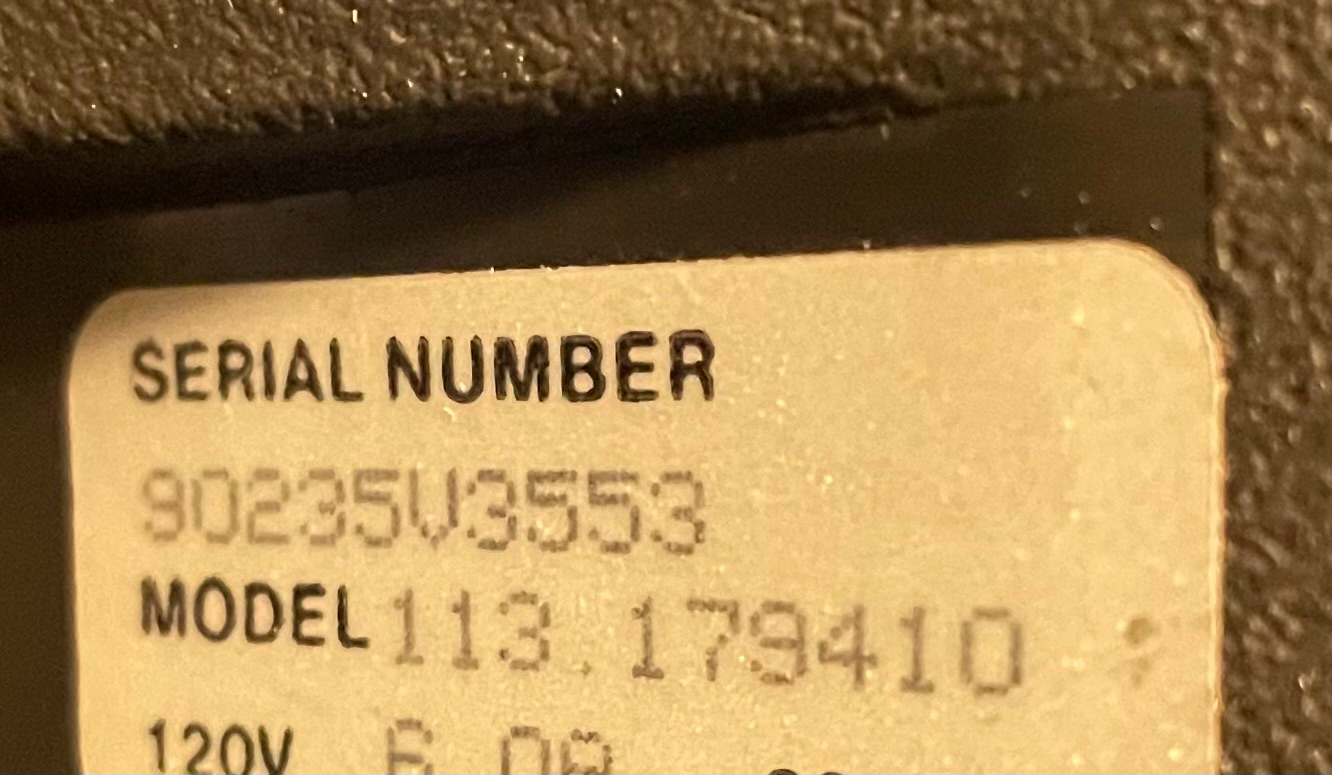 SERIAL NUMBER
90235V3553
MODEL 113.179410
120V